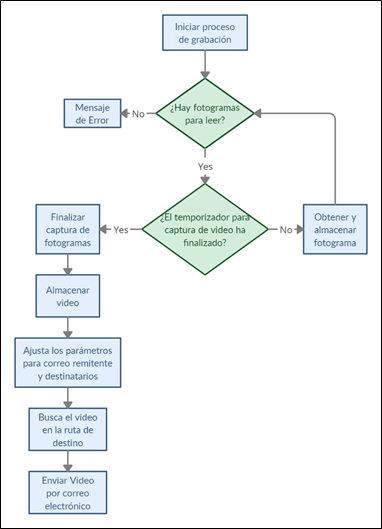 Iniciar proceso
de grabación
¿Hay fotogramas
para leer?
No
Mensaje
de Error
Yes
¿El temporizador para
captura de video ha
finalizado?
Yes
No
Finalizar
captura de
fotogramas
Obtener y
almacenar
fotograma
Almacenar
video
Ajusta los parámetros
para correo remitente
y destinatarios
Busca el video
en la ruta de
destino
Enviar Video
por correo
electrónico